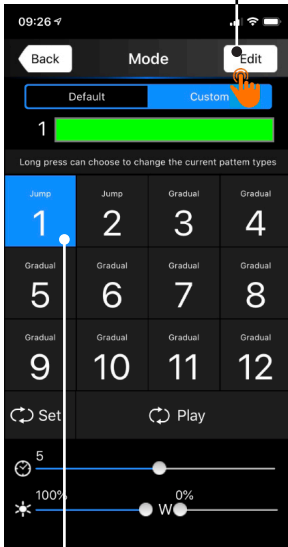 09:26
Back Mode Edit
Default Custom
1
Long press can choose to change the current pattem types
Jump Jump Gradual Gradual
1 2 3 4
Gradual Gradual Gradual Gradual
5 6 7 8
Gradual Gradual Gradual Gradual
9 10 11 12
Set Play
5
100% 0%
W